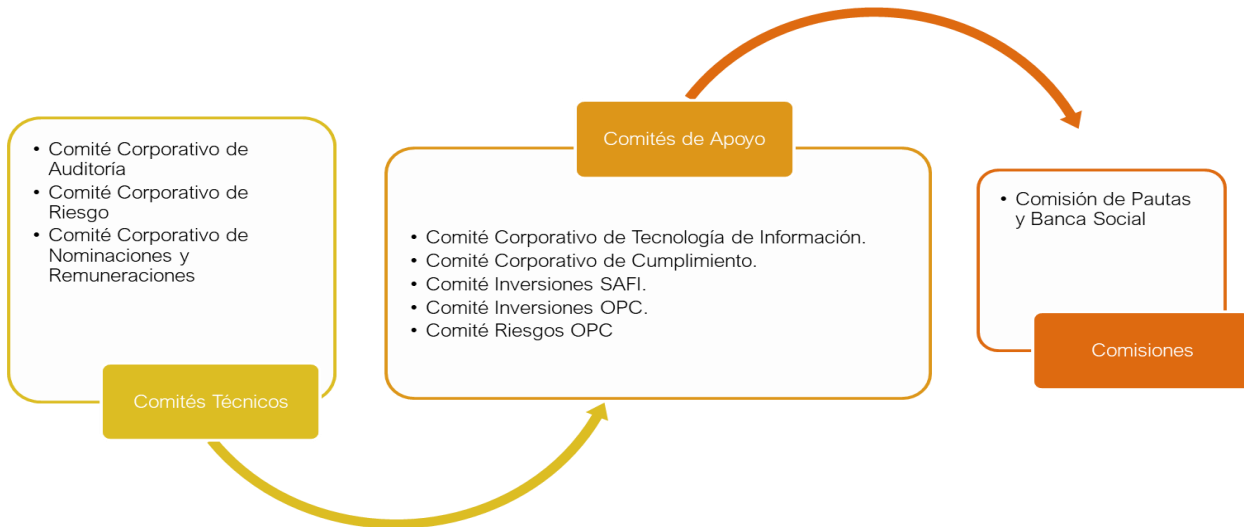 • Comité Corporativo de
Auditoría
• Comité Corporativo de
Riesgo
• Comité Corporativo de
Nominaciones y
Remuneraciones
Comités Técnicos
Comités de Apoyo
• Comité Corporativo de Tecnología de Información.
• Comité Corporativo de Cumplimiento.
• Comité Inversiones SAFI.
• Comité Inversiones OPC.
• Comité Riesgos OPC
• Comisión de Pautas
y Banca Social
Comisiones